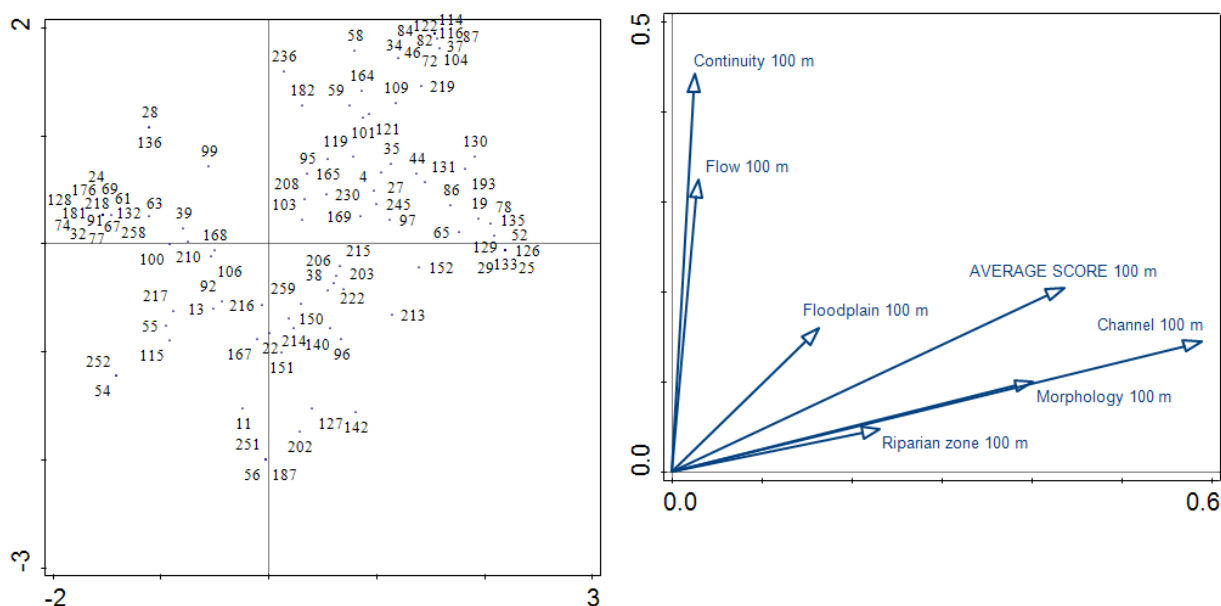 2
114
58
84 122 116
34 82 37 87
46
72 104
236
164 219
182 59 109
28
136
101 121
119
130
99
95 35
44
24
165 4 131
176 69
208 27 193
128 218 61
230 86
63
103 245 19 78
181 91 132 39
169 97 135
74 67
65 52
32 77 258
168
215 129 126
100 210
206
133
106
38 203 152 29 25
92
259
217
222
13 216
213
55
150
214
115 167 22 140 96
252
151
54
11
127 142
251
202
56 187
-3
-2
3
0.5
Continuity 100 m
Flow 100 m
AVERAGE SCORE 100 m
Floodplain 100 m
Channel 100 m
Morphology 100 m
Riparian zone 100 m
0.0
0.0
0.6